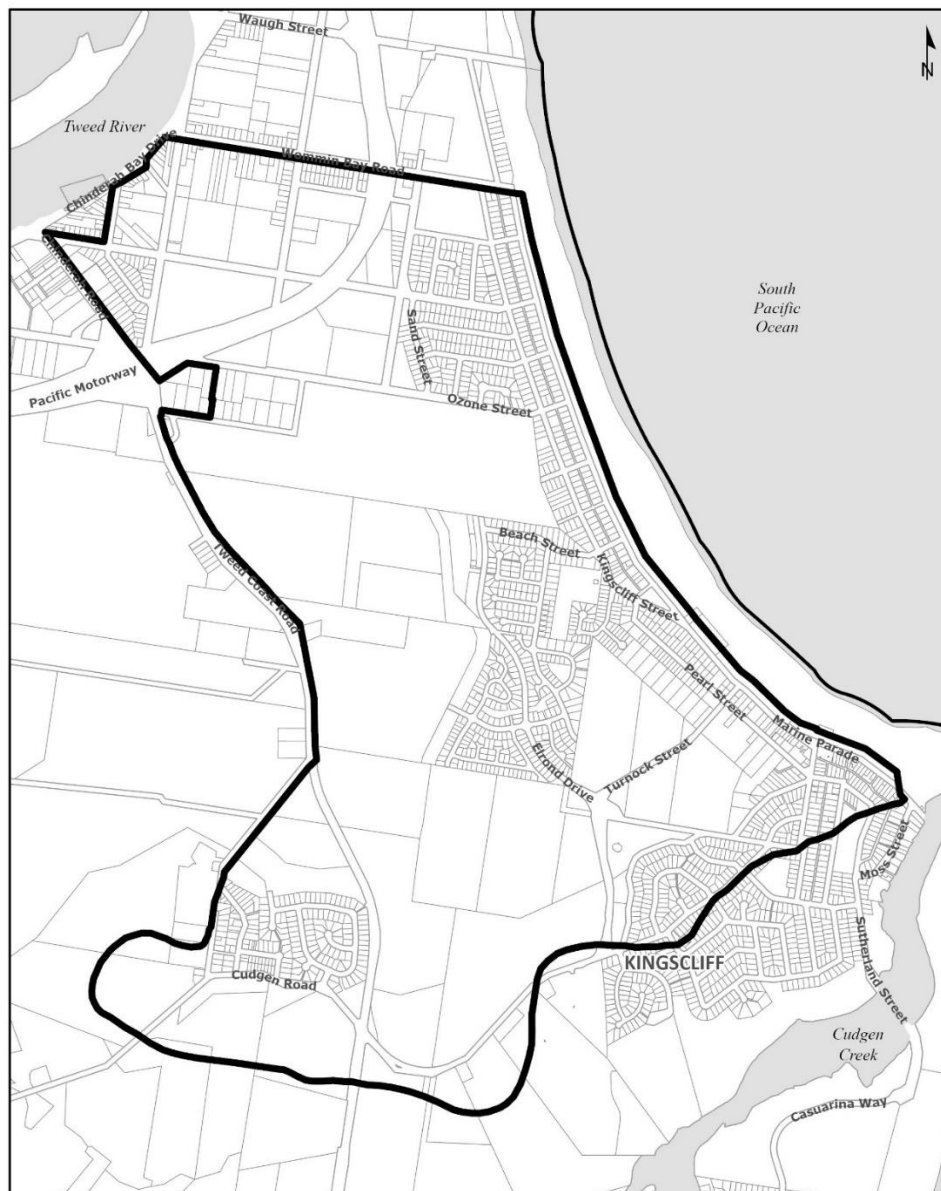 Waugh Street
N
Tweed River
Chinderah Bay Drive
Wommin Bay Road
Chinderah Road
South
Pacific
Ocean
Sand Street
Pacific Motorway
Ozone Street
Beach Street
Kingscliff Street
Tweed Coast Road
Pearl Street
Marine Parade
Elrond Drive
Turnock Street
Moss Street
KINGSCLIFF
Cudgen Road
Sutherland Street
Cudgen
Creek
Casuarina Way